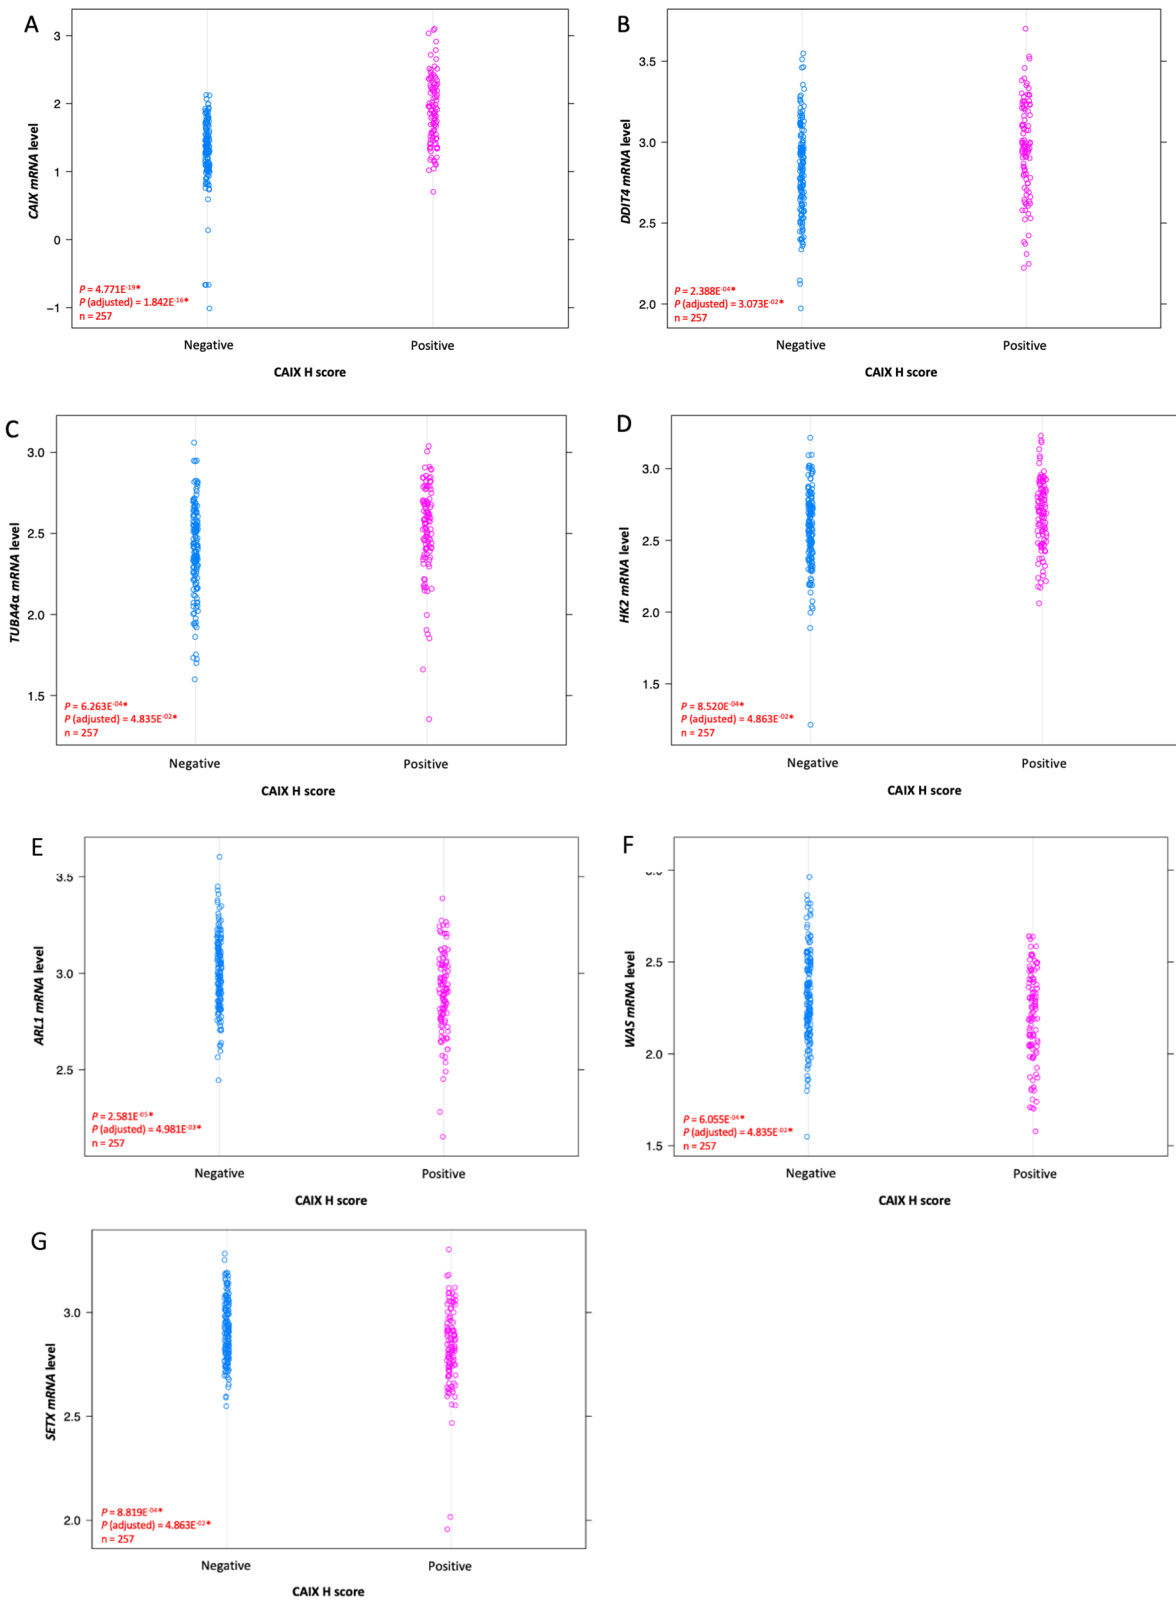 A
CAIX mRNA level
3
2
1
0
−1
P = 4.771E-19*
P (adjusted) = 1.842E-16*
n = 257
Negative
Positive
CAIX H score
B
DDIT4 mRNA level
3.5
3.0
2.5
2.0
P = 2.388E-04*
P (adjusted) = 3.073E-02*
n = 257
Negative
Positive
CAIX H score
C
TUBA4α mRNA level
3.0
2.5
2.0
1.5
P = 6.263E-04*
P (adjusted) = 4.835E-02*
n = 257
Negative
Positive
CAIX H score
D
HK2 mRNA level
3.0
2.5
2.0
1.5
P = 8.520E-04*
P (adjusted) = 4.863E-02*
n = 257
Negative
Positive
CAIX H score
E
ARL1 mRNA level
3.5
3.0
2.5
P = 2.581E-05*
P (adjusted) = 4.981E-03*
n = 257
Negative
Positive
CAIX H score
F
WAS mRNA level
2.5
2.0
1.5
P = 6.055E-04*
P (adjusted) = 4.835E-02*
n = 257
Negative
Positive
CAIX H score
G
SETX mRNA level
3.0
2.5
2.0
P = 8.819E-04*
P (adjusted) = 4.863E-02*
n = 257
Negative
Positive
CAIX H score